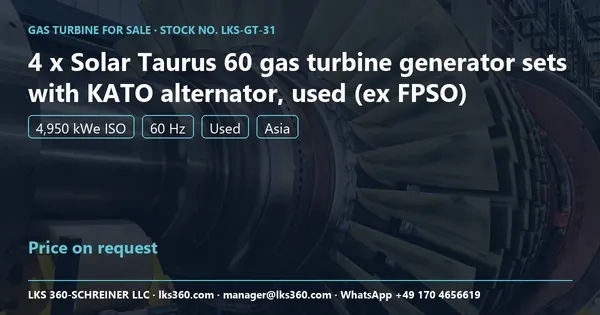 GAS TURBINE FOR SALE · STOCK NO. LKS-GT-31
4 x Solar Taurus 60 gas turbine generator sets
with KATO alternator, used (ex FPSO)
4,950 kWe ISO 60 Hz Used Asia
Price on request
LKS 360-SCHREINER LLC · lks360.com · manager@lks360.com · WhatsApp +49 170 4656619